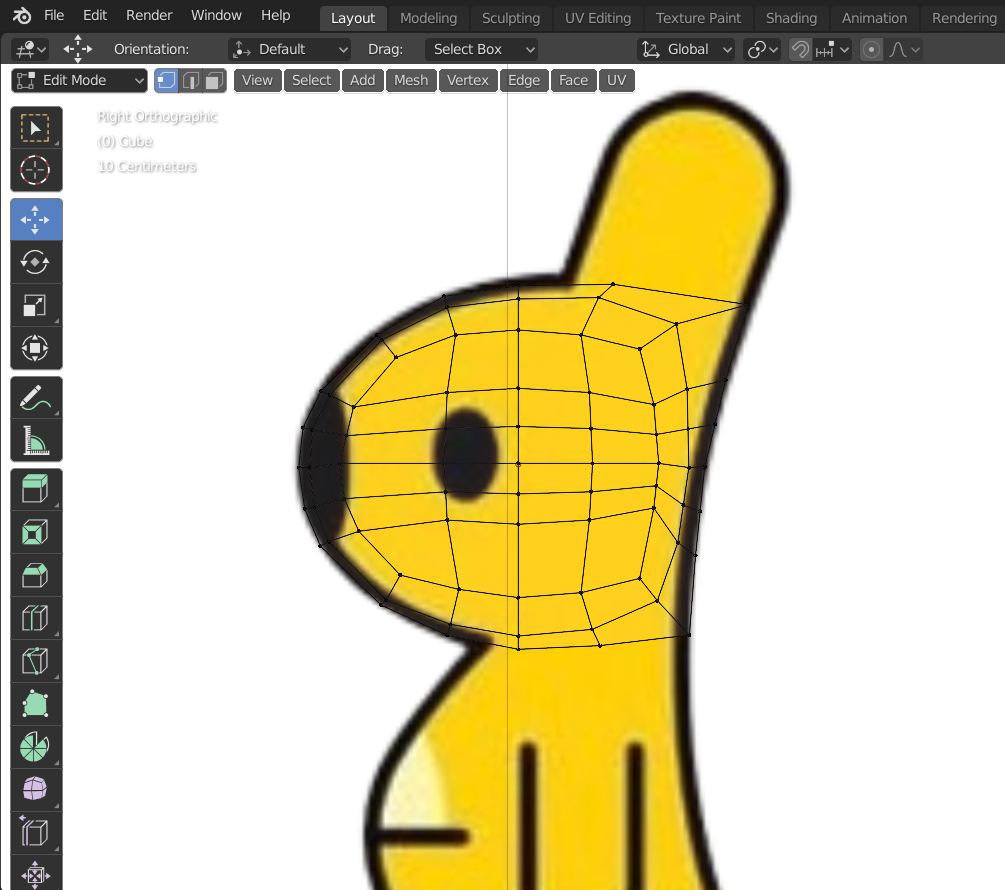 File Edit Render Window Help Layout Modeling Sculpting UV Editing Texture Paint Shading Animation Rendering
Orientation: Default Drag: Select Box Global
Edit Mode View Select Add Mesh Vertex Edge Face UV
Right Orthographic
(0) Cube
10 Centimeters